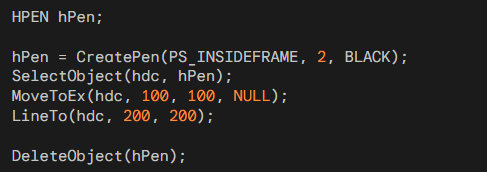 HPEN hPen;
hPen = CreatePen(PS_INSIDEFRAME, 2, BLACK);
SelectObject(hdc, hPen);
MoveToEx(hdc, 100, 100, NULL);
LineTo(hdc, 200, 200);
DeleteObject(hPen);